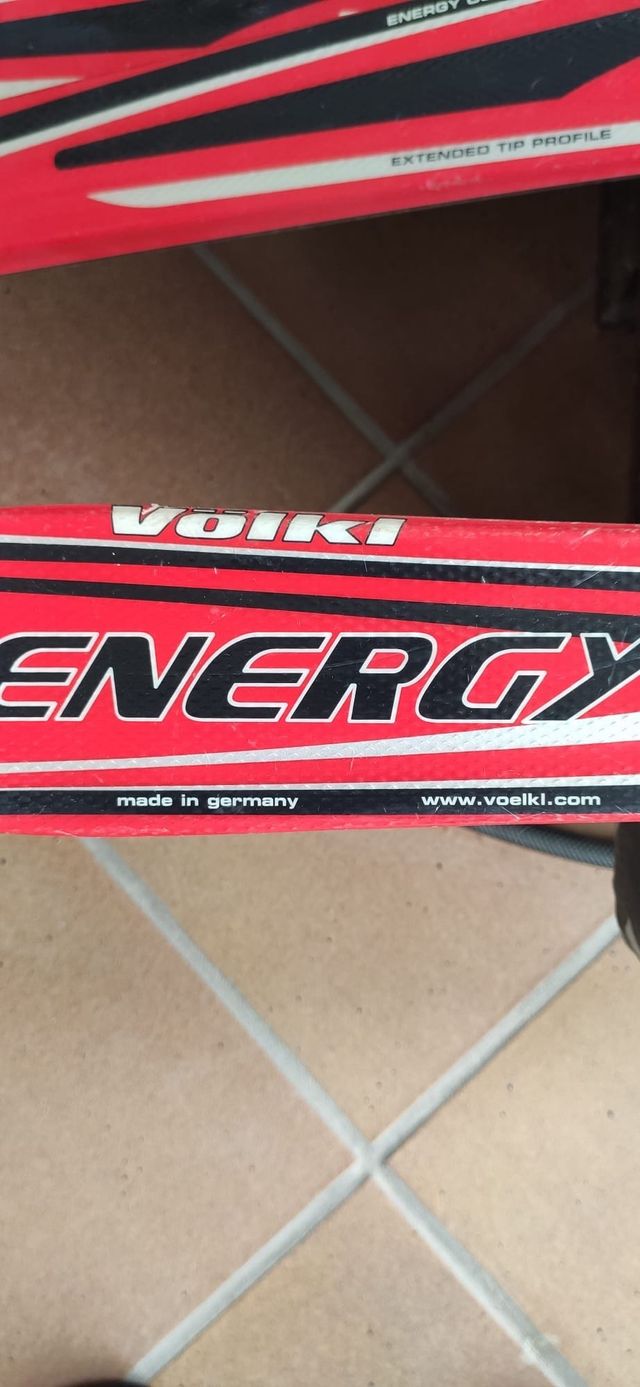 ENERGY
EXTENDED TIP PROFILE
Völkl
ENERGY
made in germany
www.voelkl.com